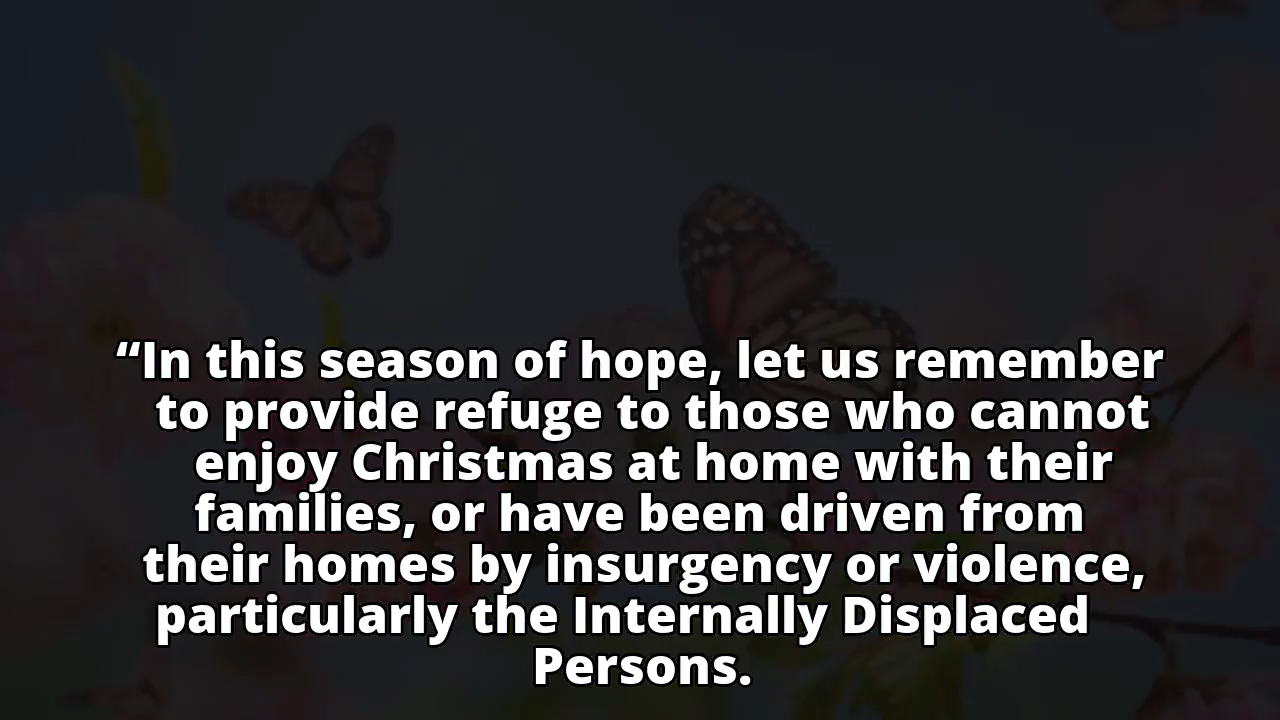 “In this season of hope, let us remember
to provide refuge to those who cannot
enjoy Christmas at home with their
families, or have been driven from
their homes by insurgency or violence,
particularly the Internally Displaced
Persons.